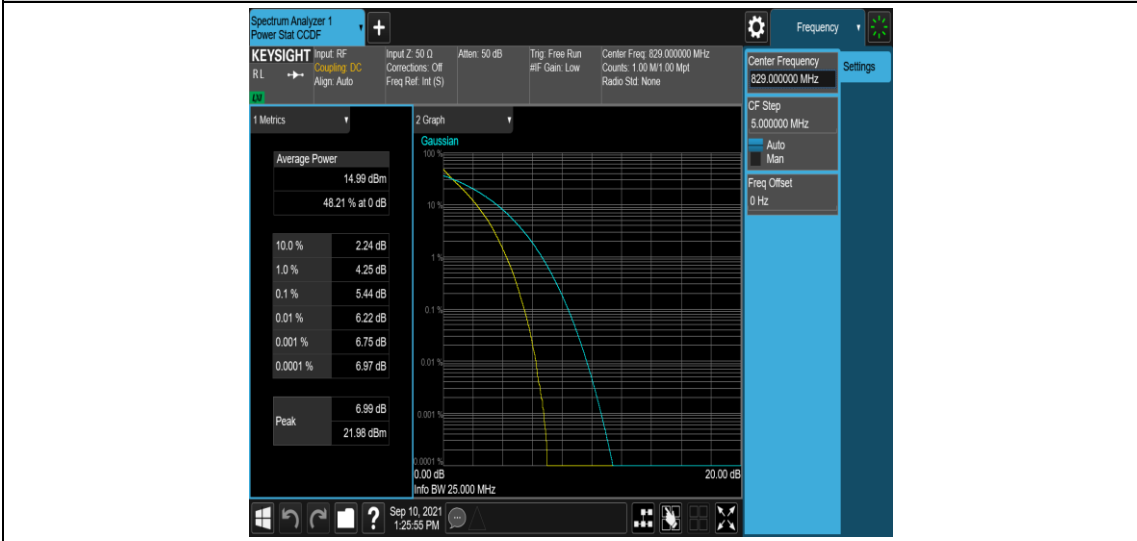 Spectrum Analyzer 1
Power Stat CCDF
+
Frequency
KEYSIGHT
RL
LM
Input: RF
Coupling: DC
Align: Auto
Input Z: 50 Ω
Corrections: Off
Freq Ref: Int (S)
Atten: 50 dB
Trig: Free Run
#IF Gain: Low
Center Freq: 829.000000 MHz
Counts: 1.00 M/1.00 Mpt
Radio Std: None
Center Frequency
829.000000 MHz
Settings
CF Step
5.000000 MHz
Auto
Man
Freq Offset
0 Hz
1 Metrics
Average Power
14.99 dBm
48.21 % at 0 dB
10.0 % 2.24 dB
1.0 % 4.25 dB
0.1 % 5.44 dB
0.01 % 6.22 dB
0.001 % 6.75 dB
0.0001 % 6.97 dB
Peak
6.99 dB
21.98 dBm
2 Graph
Gaussian
100 %
10 %
1 %
0.1 %
0.01 %
0.001 %
0.0001 %
0.00 dB 20.00 dB
Info BW 25.000 MHz
?
Sep 10, 2021
1:25:55 PM